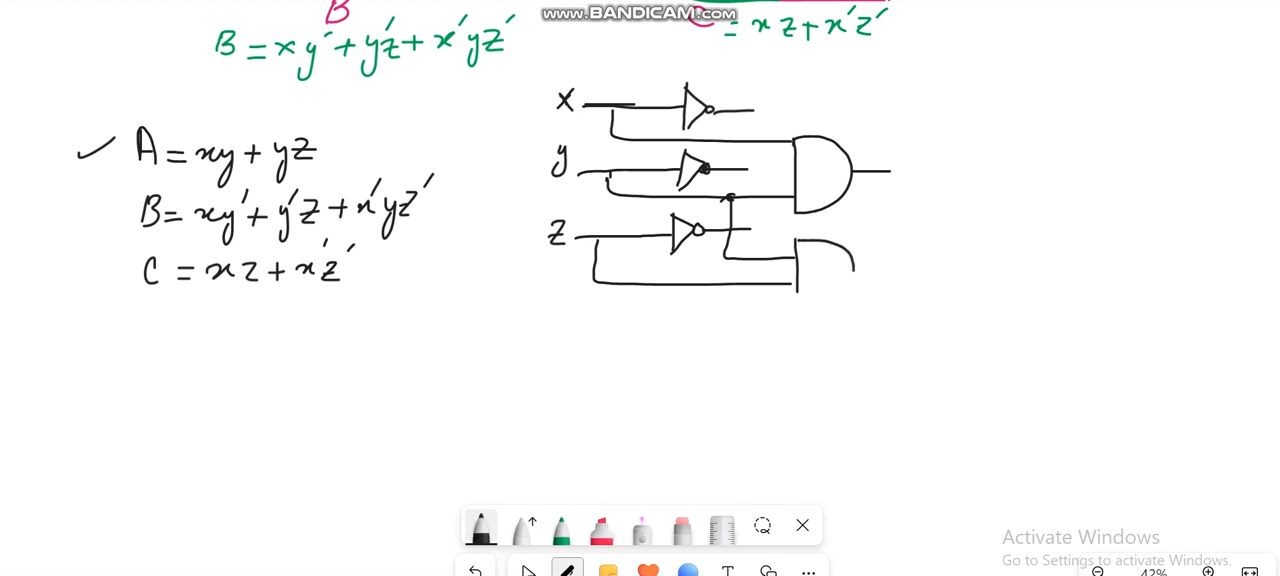 www.BANDICAM.com
B
B = xy' + y'z + x'yz'
C = xz + x'z'
A = xy + yz
B = xy' + y'z + x'yz'
C = xz + x'z'
x
y
z
T
Activate Windows
Go to Settings to activate Windows.
42%